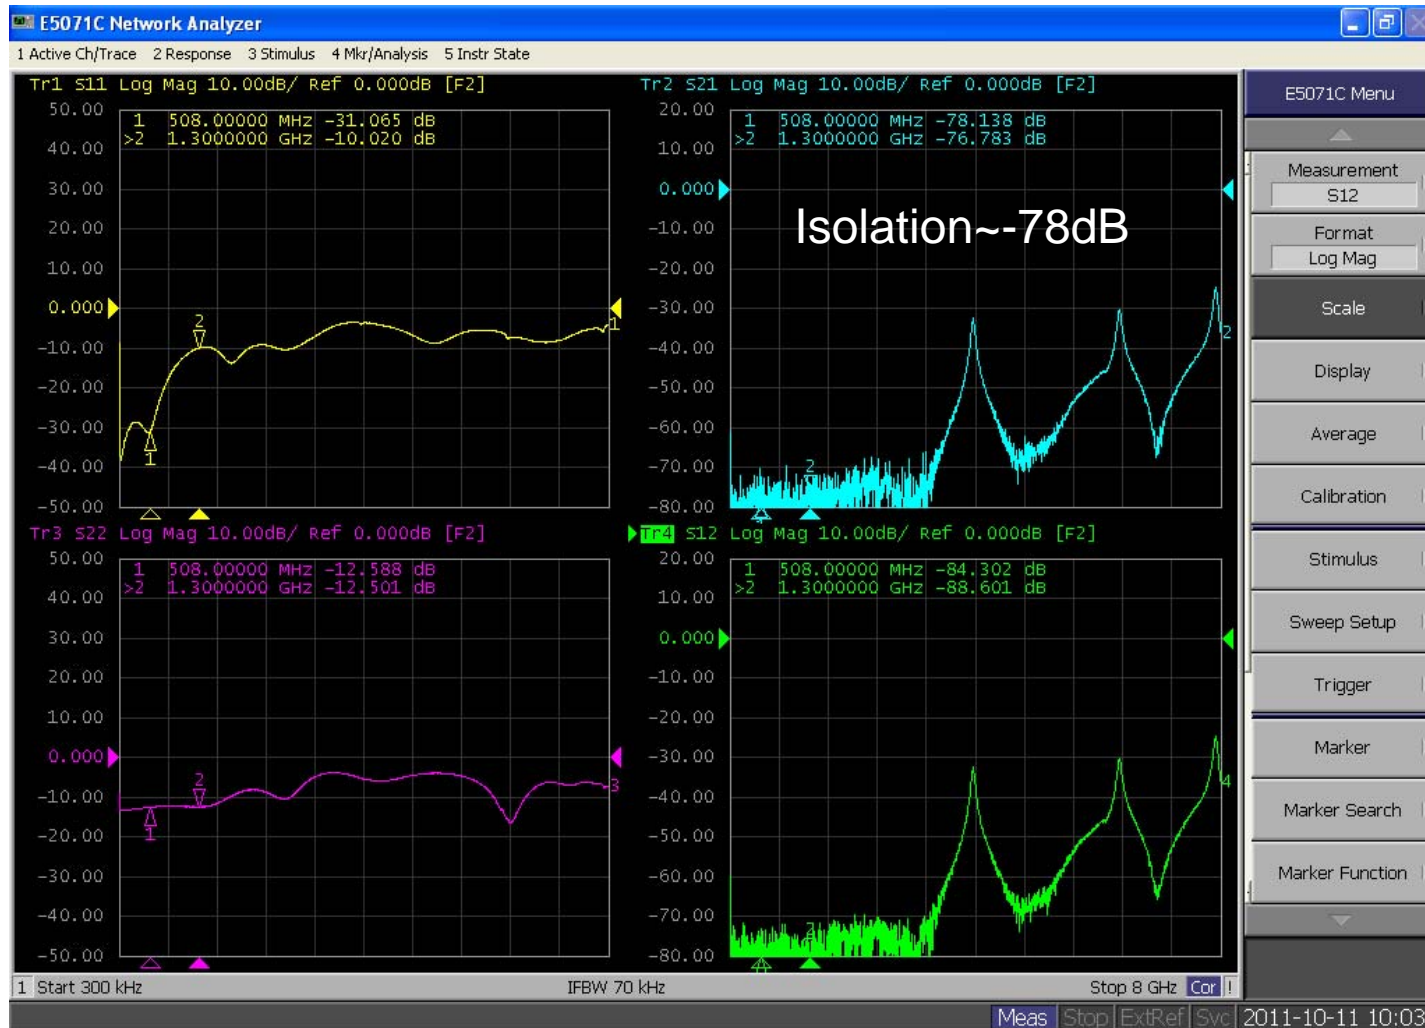 E5071C Network Analyzer
1 Active Ch/Trace 2 Response 3 Stimulus 4 Mkr/Analysis 5 Instr State
Tr1 S11 Log Mag 10.00dB/ Ref 0.000dB [F2]
50.00
1 508.00000 MHz -31.065 dB
>2 1.3000000 GHz -10.020 dB
40.00
30.00
20.00
10.00
0.000
-10.00
-20.00
-30.00
-40.00
-50.00
2
1
1
Tr2 S21 Log Mag 10.00dB/ Ref 0.000dB [F2]
20.00
1 508.00000 MHz -78.138 dB
>2 1.3000000 GHz -76.783 dB
10.00
0.000
Isolation~-78dB
-10.00
-20.00
-30.00
-40.00
-50.00
-60.00
-70.00
-80.00
2
2
Tr3 S22 Log Mag 10.00dB/ Ref 0.000dB [F2]
50.00
1 508.00000 MHz -12.588 dB
>2 1.3000000 GHz -12.501 dB
40.00
30.00
20.00
10.00
0.000
-10.00
-20.00
-30.00
-40.00
-50.00
2
1
3
Tr4 S12 Log Mag 10.00dB/ Ref 0.000dB [F2]
20.00
1 508.00000 MHz -84.302 dB
>2 1.3000000 GHz -88.601 dB
10.00
0.000
-10.00
-20.00
-30.00
-40.00
-50.00
-60.00
-70.00
-80.00
4
E5071C Menu
Measurement
S12
Format
Log Mag
Scale
Display
Average
Calibration
Stimulus
Sweep Setup
Trigger
Marker
Marker Search
Marker Function
1 Start 300 kHz IFBW 70 kHz Stop 8 GHz Cor !
Meas Stop ExtRef Svc 2011-10-11 10:03